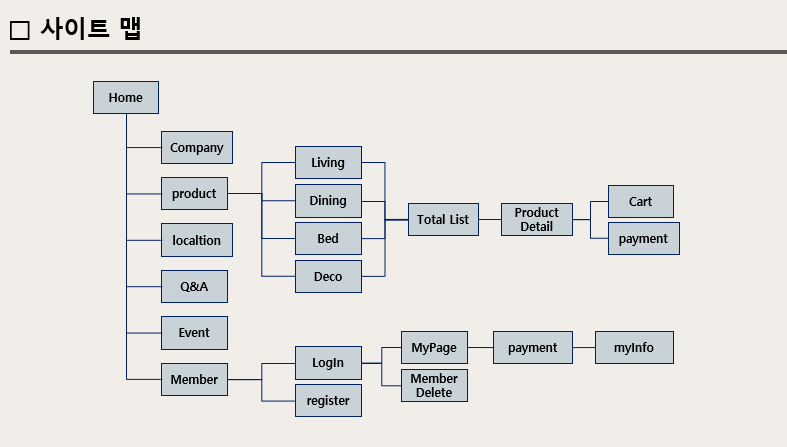 □ 사이트 맵
Home
Company
product
localtion
Q&A
Event
Member
Living
Dining
Bed
Deco
Total List
Product
Detail
Cart
payment
LogIn
register
MyPage
Member
Delete
payment
myInfo